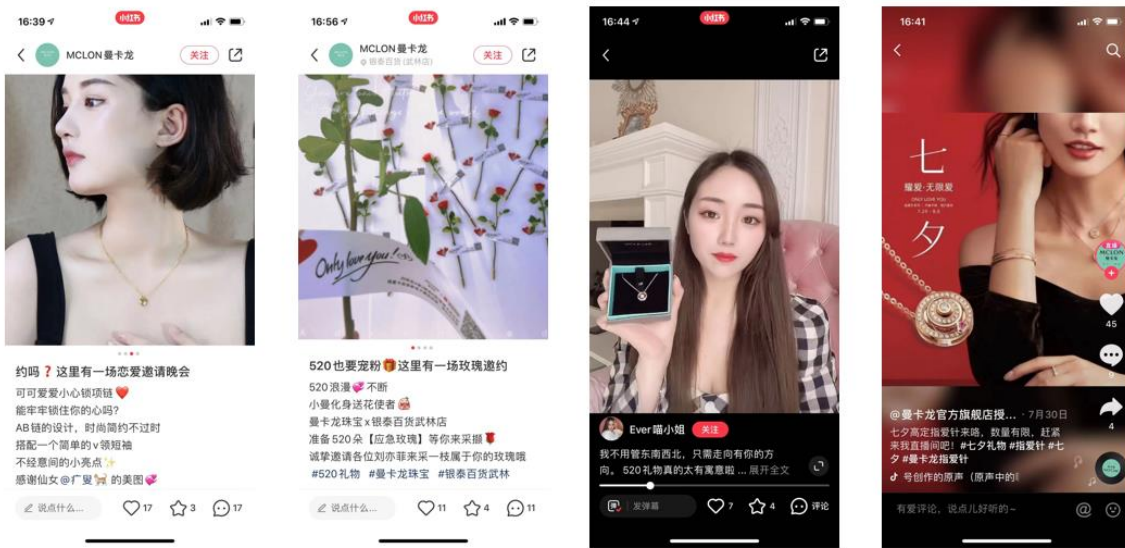 16:39
小红书
MCLON曼卡龙
关注
约吗❓这里有一场恋爱邀请晚会
可可爱爱小心锁项链❤️
能牢牢锁住你的心吗?
AB链的设计，时尚简约不过时
搭配一个简单的v领短袖
不经意间的小亮点✨
感谢仙女@疒叟🐈 的美图💞
说点什么...
17
3
17
16:56
小红书
MCLON曼卡龙
银泰百货(武林店)
关注
Only love you!
520也要宠粉🎁这里有一场玫瑰邀约
520浪漫💞不断
小曼化身送花使者🎅
曼卡龙珠宝x银泰百货武林店
准备520朵【应急玫瑰】等你来采撷🌹
诚挚邀请各位刘亦菲来采一枝属于你的玫瑰哦
#520礼物 #曼卡龙珠宝 #银泰百货武林
说点什么...
11
4
11
16:44
小红书
Ever喵小姐
关注
我不用管东南西北，只需走向有你的方
向。520礼物真的太有寓意啦 ... 展开全文
弹
发弹幕
7
4
评论
16:41
七
耀爱·无限爱
ONLY LOVE YOU
夕
直播
MCLON
45
9
4
@曼卡龙官方旗舰店授... · 7月30日
七夕高定指爱针来咯，数量有限，赶紧
来我直播间吧！#七夕礼物 #指爱针 #七
夕 #曼卡龙指爱针
号创作的原声（原声中的
有爱评论，说点儿好听的~